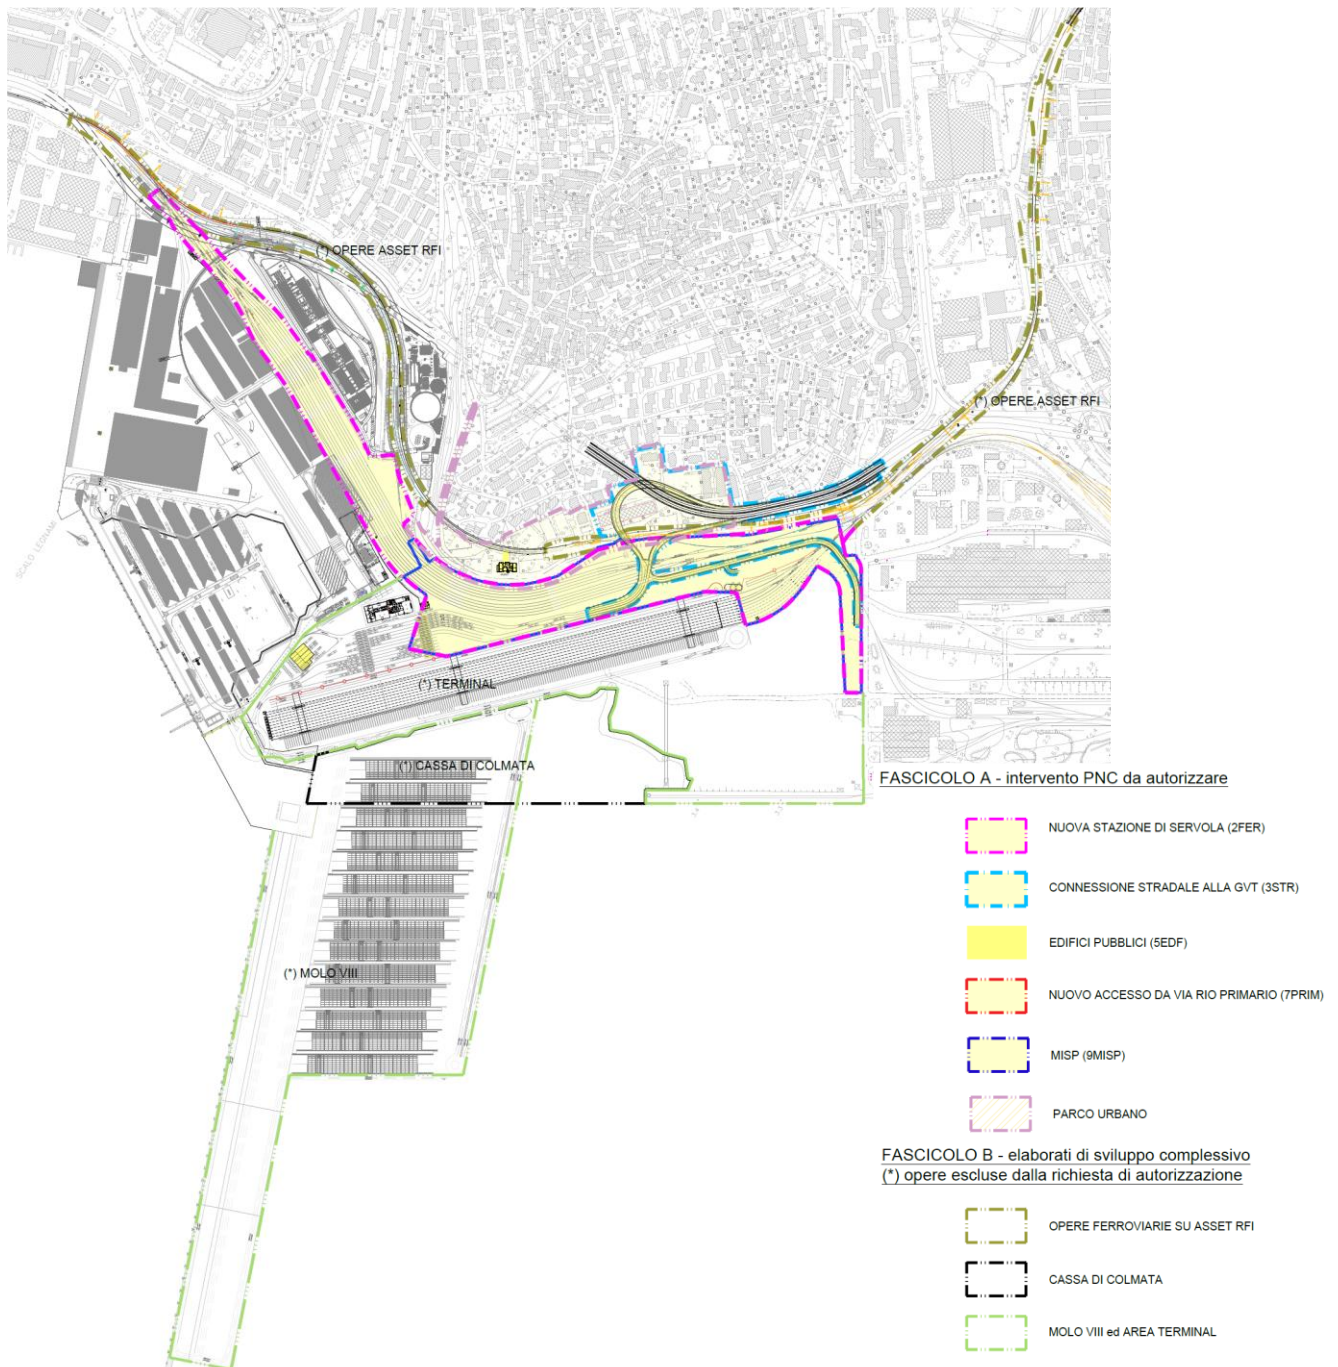 (*) OPERE ASSET RFI
(*) OPERE ASSET RFI
SCALO LEGNAMI
(*) TERMINAL
(*) CASSA DI COLMATA
(*) MOLO VIII
FASCICOLO A - intervento PNC da autorizzare
NUOVA STAZIONE DI SERVOLA (2FER)
CONNESSIONE STRADALE ALLA GVT (3STR)
EDIFICI PUBBLICI (5EDF)
NUOVO ACCESSO DA VIA RIO PRIMARIO (7PRIM)
MISP (9MISP)
PARCO URBANO
FASCICOLO B - elaborati di sviluppo complessivo
(*) opere escluse dalla richiesta di autorizzazione
OPERE FERROVIARIE SU ASSET RFI
CASSA DI COLMATA
MOLO VIII ed AREA TERMINAL